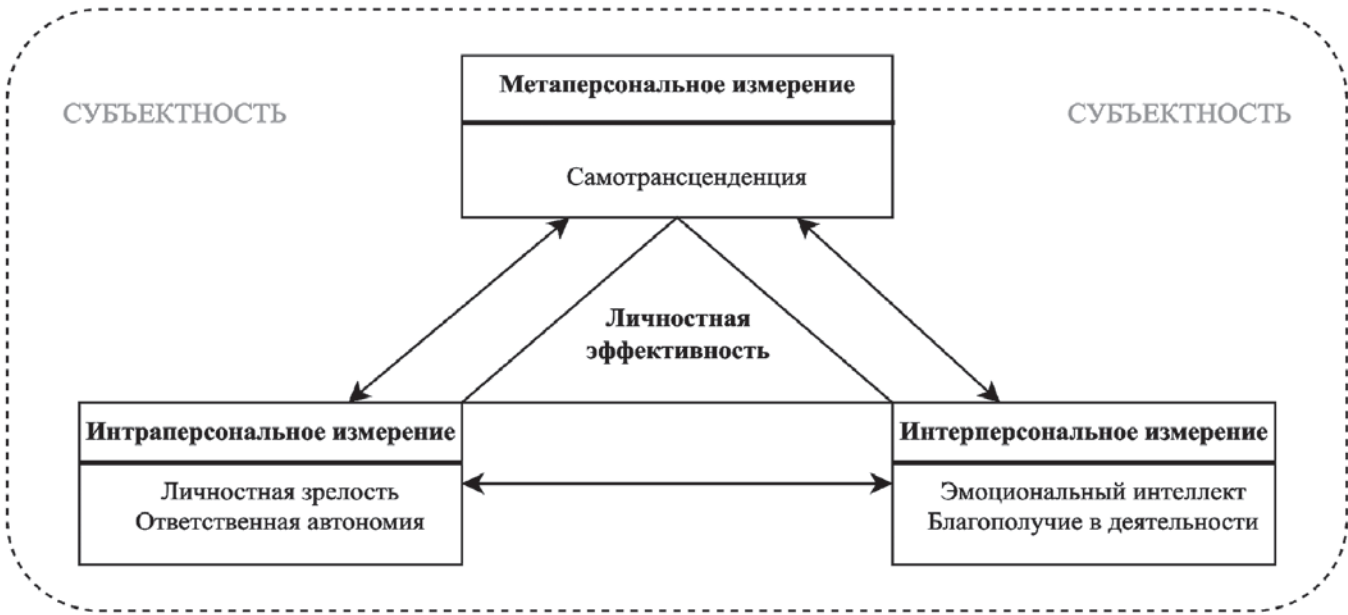 Метаперсональное измерение
СУБЪЕКТНОСТЬ
СУБЪЕКТНОСТЬ
Самотрансценденция
Личностная
эффективность
Интраперсональное измерение
Интерперсональное измерение
Личностная зрелость
Ответственная автономия
Эмоциональный интеллект
Благополучие в деятельности